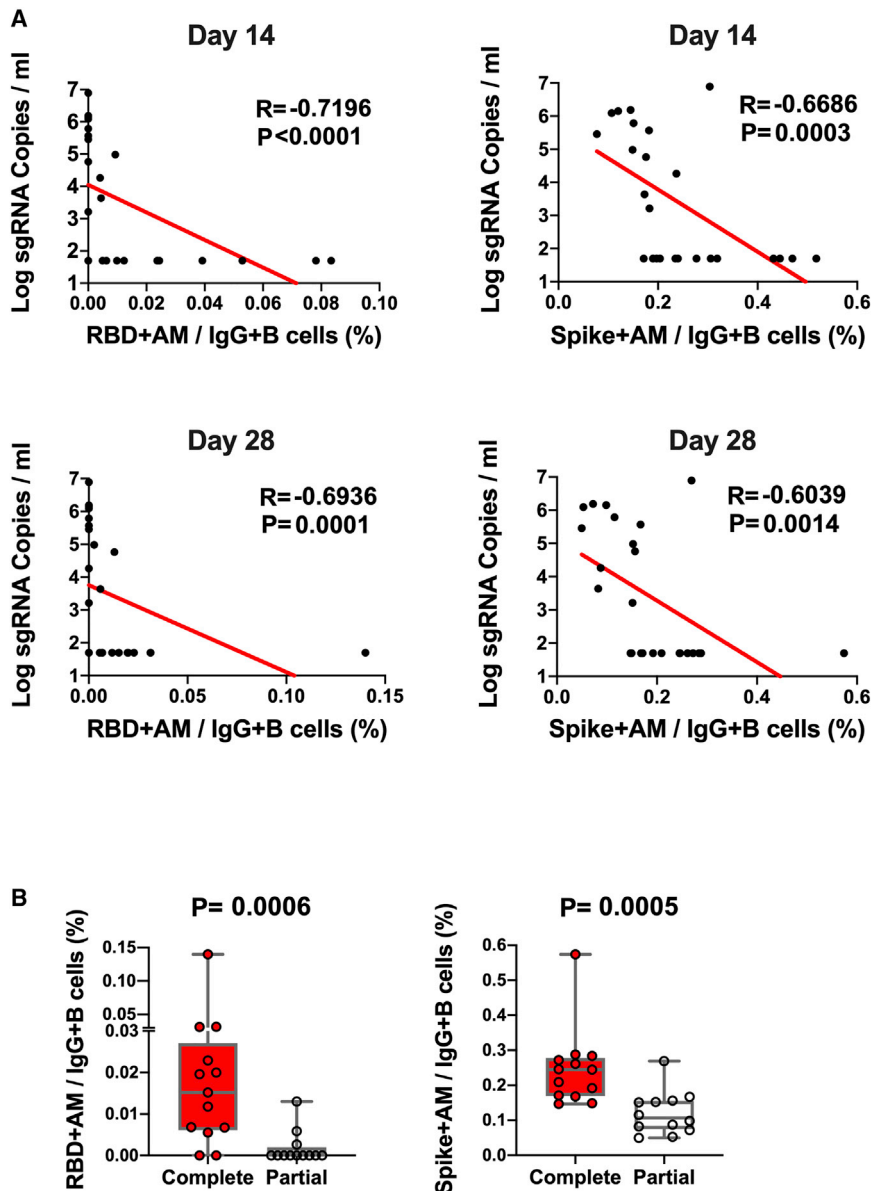 A
Day 14
Log sgRNA Copies / ml
7
6
5
4
3
2
1
R= -0.7196
P<0.0001
0.00 0.02 0.04 0.06 0.08 0.10
RBD+AM / IgG+B cells (%)
Day 14
Log sgRNA Copies / ml
7
6
5
4
3
2
1
R= -0.6686
P= 0.0003
0.0 0.2 0.4 0.6
Spike+AM / IgG+B cells (%)
Day 28
Log sgRNA Copies / ml
7
6
5
4
3
2
1
R= -0.6936
P= 0.0001
0.00 0.05 0.10 0.15
RBD+AM / IgG+B cells (%)
Day 28
Log sgRNA Copies / ml
7
6
5
4
3
2
1
R= -0.6039
P= 0.0014
0.0 0.2 0.4 0.6
Spike+AM / IgG+B cells (%)
B
P= 0.0006
RBD+AM / IgG+B cells (%)
0.15
0.10
0.05
0.03
0.02
0.01
0.00
Complete Partial
P= 0.0005
Spike+AM / IgG+B cells (%)
0.6
0.5
0.4
0.3
0.2
0.1
0.0
Complete Partial